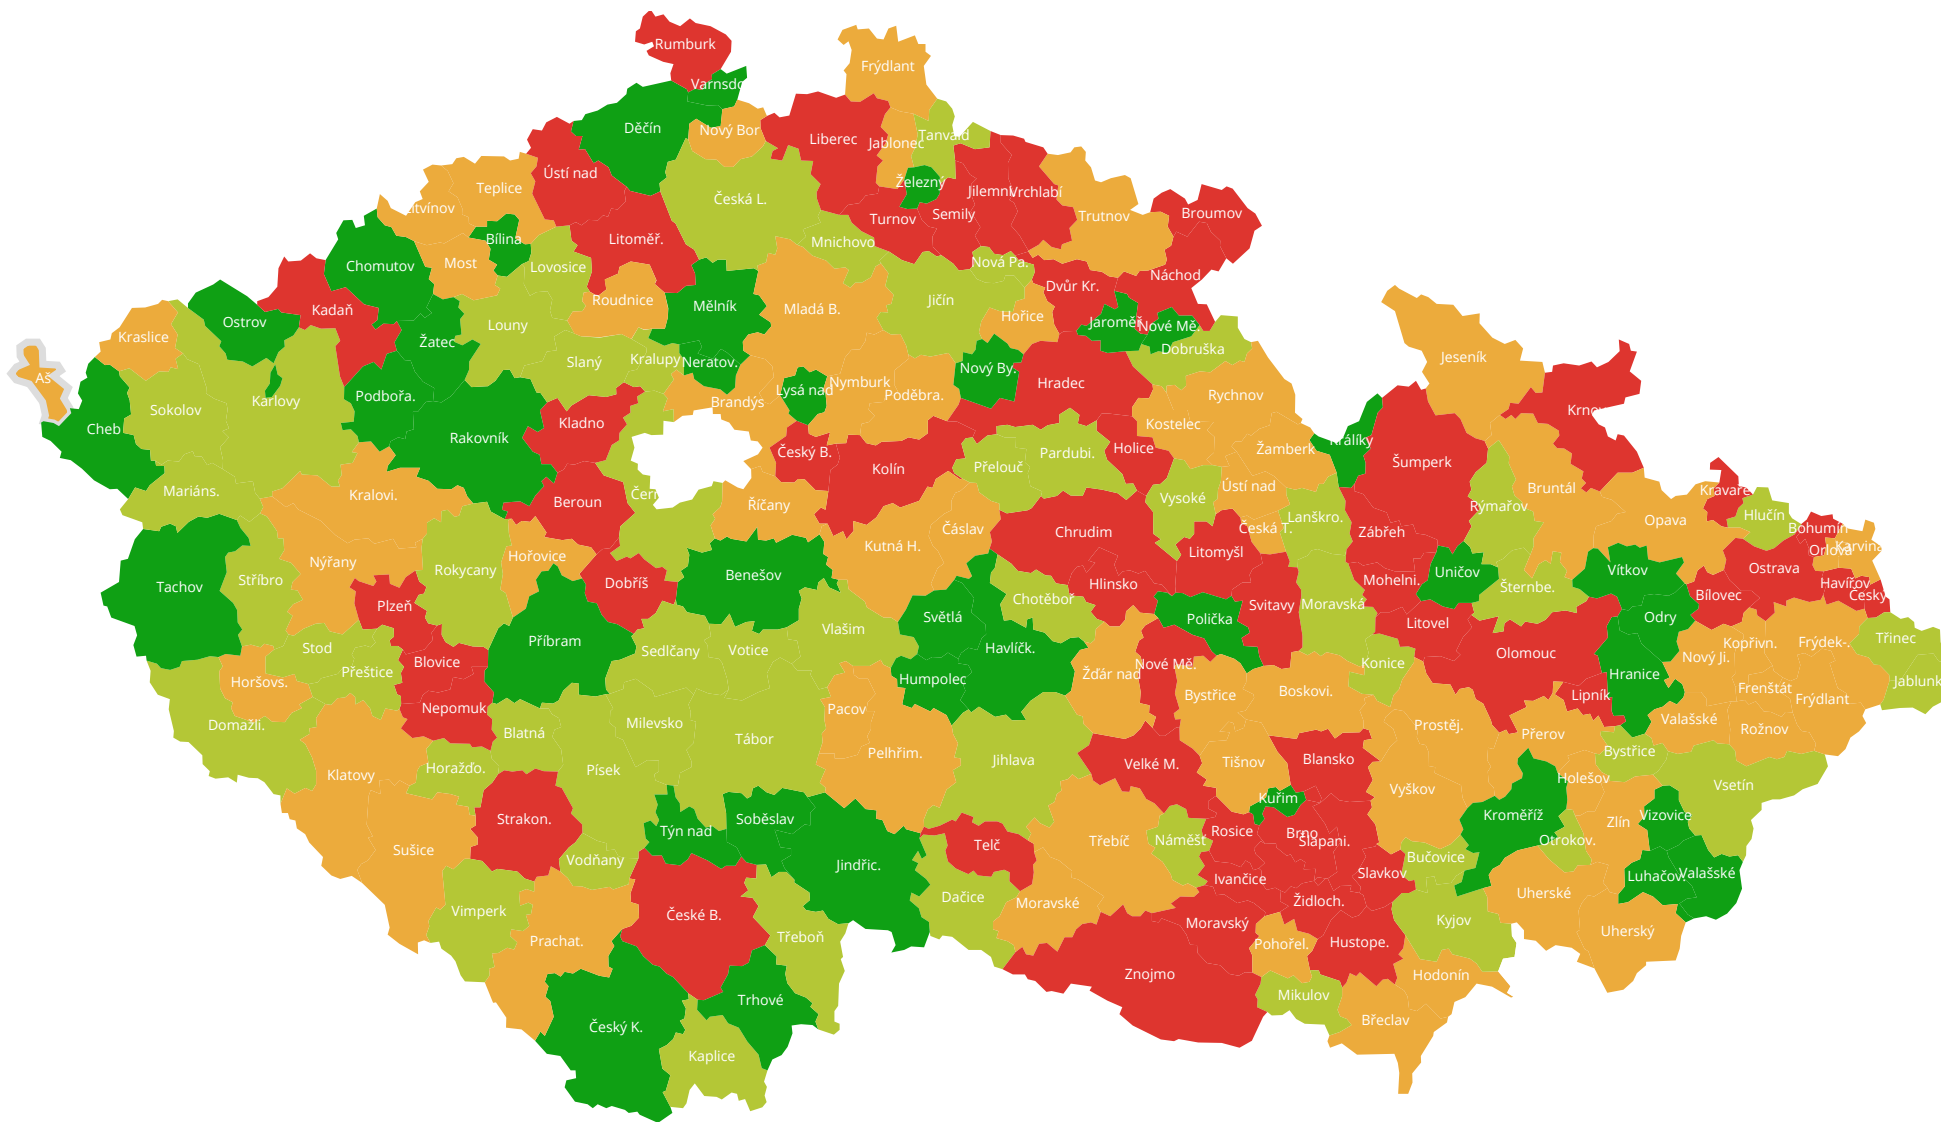 Rumburk
Frýdlant
Varnsdo
Děčín
Nový Bor
Liberec
Jablonec
Tanvald
Ústí nad
Teplice
Litvínov
Česká L.
Železný
Jilemni
Vrchlabí
Turnov
Semily
Trutnov
Broumov
Bílina
Litoměř.
Mnichovo
Chomutov
Most
Lovosice
Nová Pa.
Náchod
Kadaň
Roudnice
Mělník
Mladá B.
Jičín
Dvůr Kr.
Ostrov
Hořice
Jaroměř
Nové Mě.
Kraslice
Žatec
Louny
Dobruška
Jeseník
Slaný
Kralupy
Neratov.
Nový By.
Aš
Hradec
Nymburk
Lysá nad
Poděbra.
Rychnov
Sokolov
Karlovy
Podbořa.
Brandýs
Krnov
Cheb
Rakovník
Kladno
Kostelec
Králíky
Český B.
Pardubi.
Holice
Žamberk
Kolín
Přelouč
Šumperk
Mariáns.
Kralovi.
Beroun
Říčany
Vysoké
Ústí nad
Bruntál
Kravaře
Rýmařov
Lanškro.
Hlučín
Opava
Čáslav
Chrudim
Česká T.
Zábřeh
Bohumín
Kutná H.
Litomyšl
Orlová
Karviná
Hořovice
Nýřany
Rokycany
Stříbro
Tachov
Benešov
Dobříš
Hlinsko
Mohelni.
Uničov
Vítkov
Ostrava
Havířov
Český
Šternbe.
Bílovec
Plzeň
Chotěboř
Svitavy
Moravská
Polička
Světlá
Litovel
Odry
Příbram
Vlašim
Třinec
Stod
Sedlčany
Votice
Havlíčk.
Kopřivn.
Frýdek-.
Blovice
Přeštice
Konice
Olomouc
Nový Ji.
Horšovs.
Humpolec
Žďár nad
Nové Mě.
Hranice
Jablunk
Nepomuk
Pacov
Bystřice
Boskovi.
Lipník
Frenštát
Frýdlant
Domažli.
Blatná
Milevsko
Tábor
Prostěj.
Přerov
Valašské
Rožnov
Pelhřim.
Jihlava
Bystřice
Klatovy
Horažďo.
Písek
Velké M.
Tišnov
Blansko
Holešov
Vsetín
Vyškov
Kuřim
Strakon.
Týn nad
Soběslav
Kroměříž
Zlín
Vizovice
Rosice
Brno
Šlapani.
Telč
Třebíč
Náměšť
Otrokov.
Sušice
Vodňany
Jindřic.
Bučovice
Slavkov
Luhačov.
Valašské
Ivančice
Dačice
Moravské
Židloch.
Uherské
Vimperk
České B.
Moravský
Kyjov
Třeboň
Prachat.
Pohořel.
Hustope.
Uherský
Znojmo
Hodonín
Mikulov
Trhové
Český K.
Břeclav
Kaplice